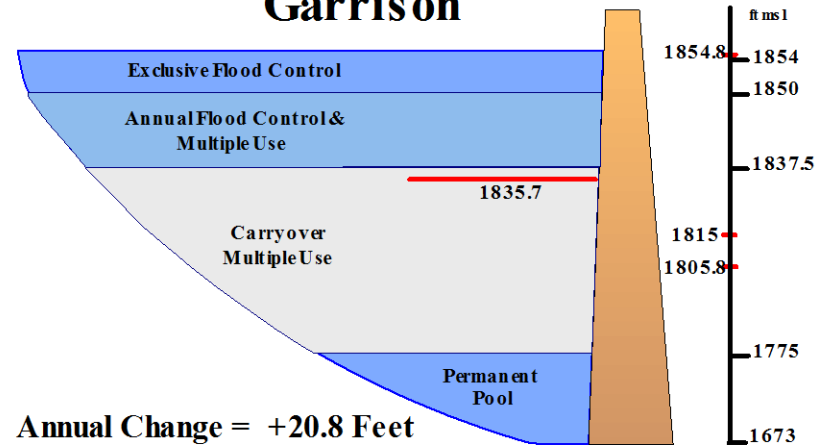 Garrison
ft msl
1854.8
1854
Exclusive Flood Control
1850
Annual Flood Control &
Multiple Use
1837.5
1835.7
Carryover
Multiple Use
1815
1805.8
1775
Permanent
Pool
Annual Change = +20.8 Feet
1673